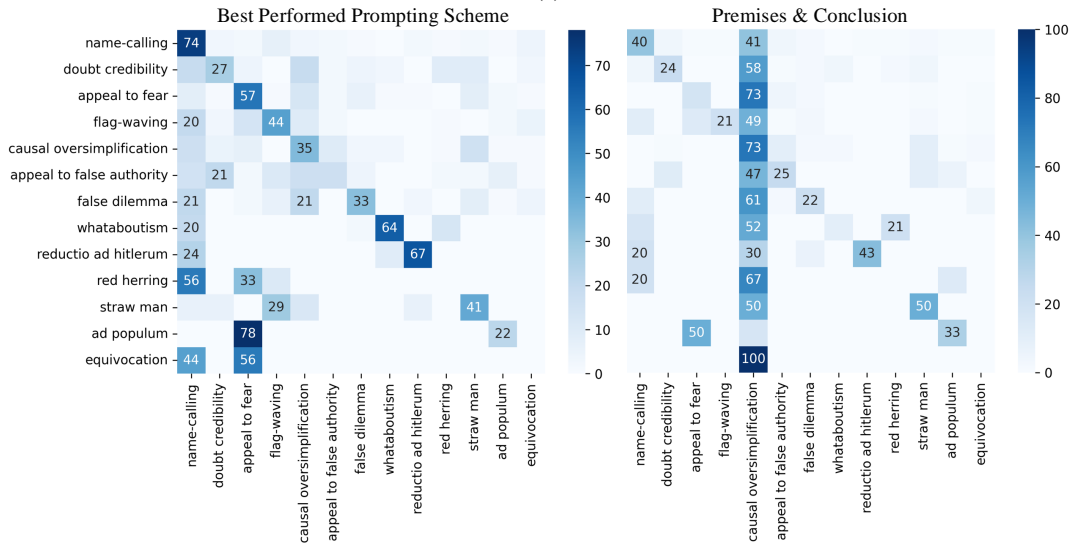 Best Performed Prompting Scheme
Premises & Conclusion
name-calling 74 40 41
doubt credibility 27 24 58
appeal to fear 57 73
flag-waving 20 44 21 49
causal oversimplification 35 73
appeal to false authority 21 47 25
false dilemma 21 21 33 61 22
whataboutism 20 64 52 21
reductio ad hitlerum 24 67 20 30 43
red herring 56 33 20 67
straw man 29 41 50 50
ad populum 78 22 50 33
equivocation 44 56 100
70
60
50
40
30
20
10
0
100
80
60
40
20
0
name-calling
doubt credibility
appeal to fear
flag-waving
causal oversimplification
appeal to false authority
false dilemma
whataboutism
reductio ad hitlerum
red herring
straw man
ad populum
equivocation
name-calling
doubt credibility
appeal to fear
flag-waving
causal oversimplification
appeal to false authority
false dilemma
whataboutism
reductio ad hitlerum
red herring
straw man
ad populum
equivocation